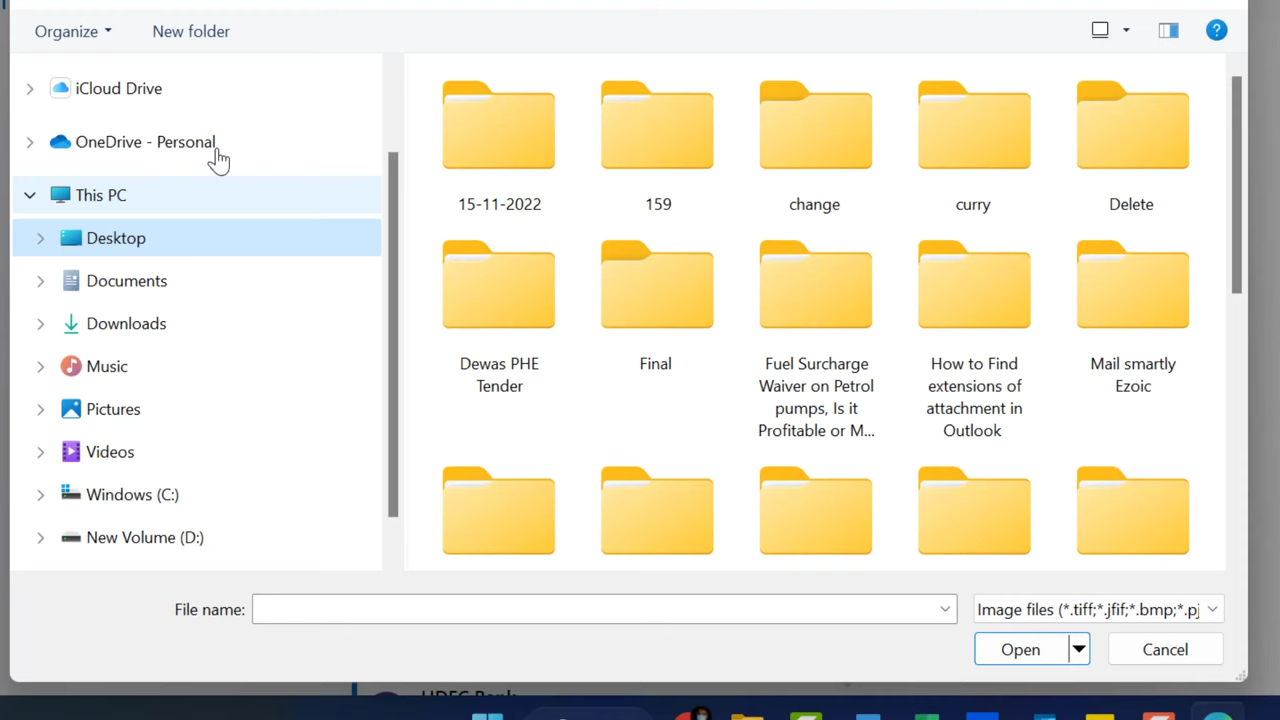 Organize
New folder
iCloud Drive
OneDrive - Personal
This PC
Desktop
Documents
Downloads
Music
Pictures
Videos
Windows (C:)
New Volume (D:)
15-11-2022
159
change
curry
Delete
Dewas PHE
Tender
Final
Fuel Surcharge
Waiver on Petrol
pumps, Is it
Profitable or M...
How to Find
extensions of
attachment in
Outlook
Mail smartly
Ezoic
File name:
Image files (*.tiff;*.jfif;*.bmp;*.pj
Open
Cancel
HDFC Bank